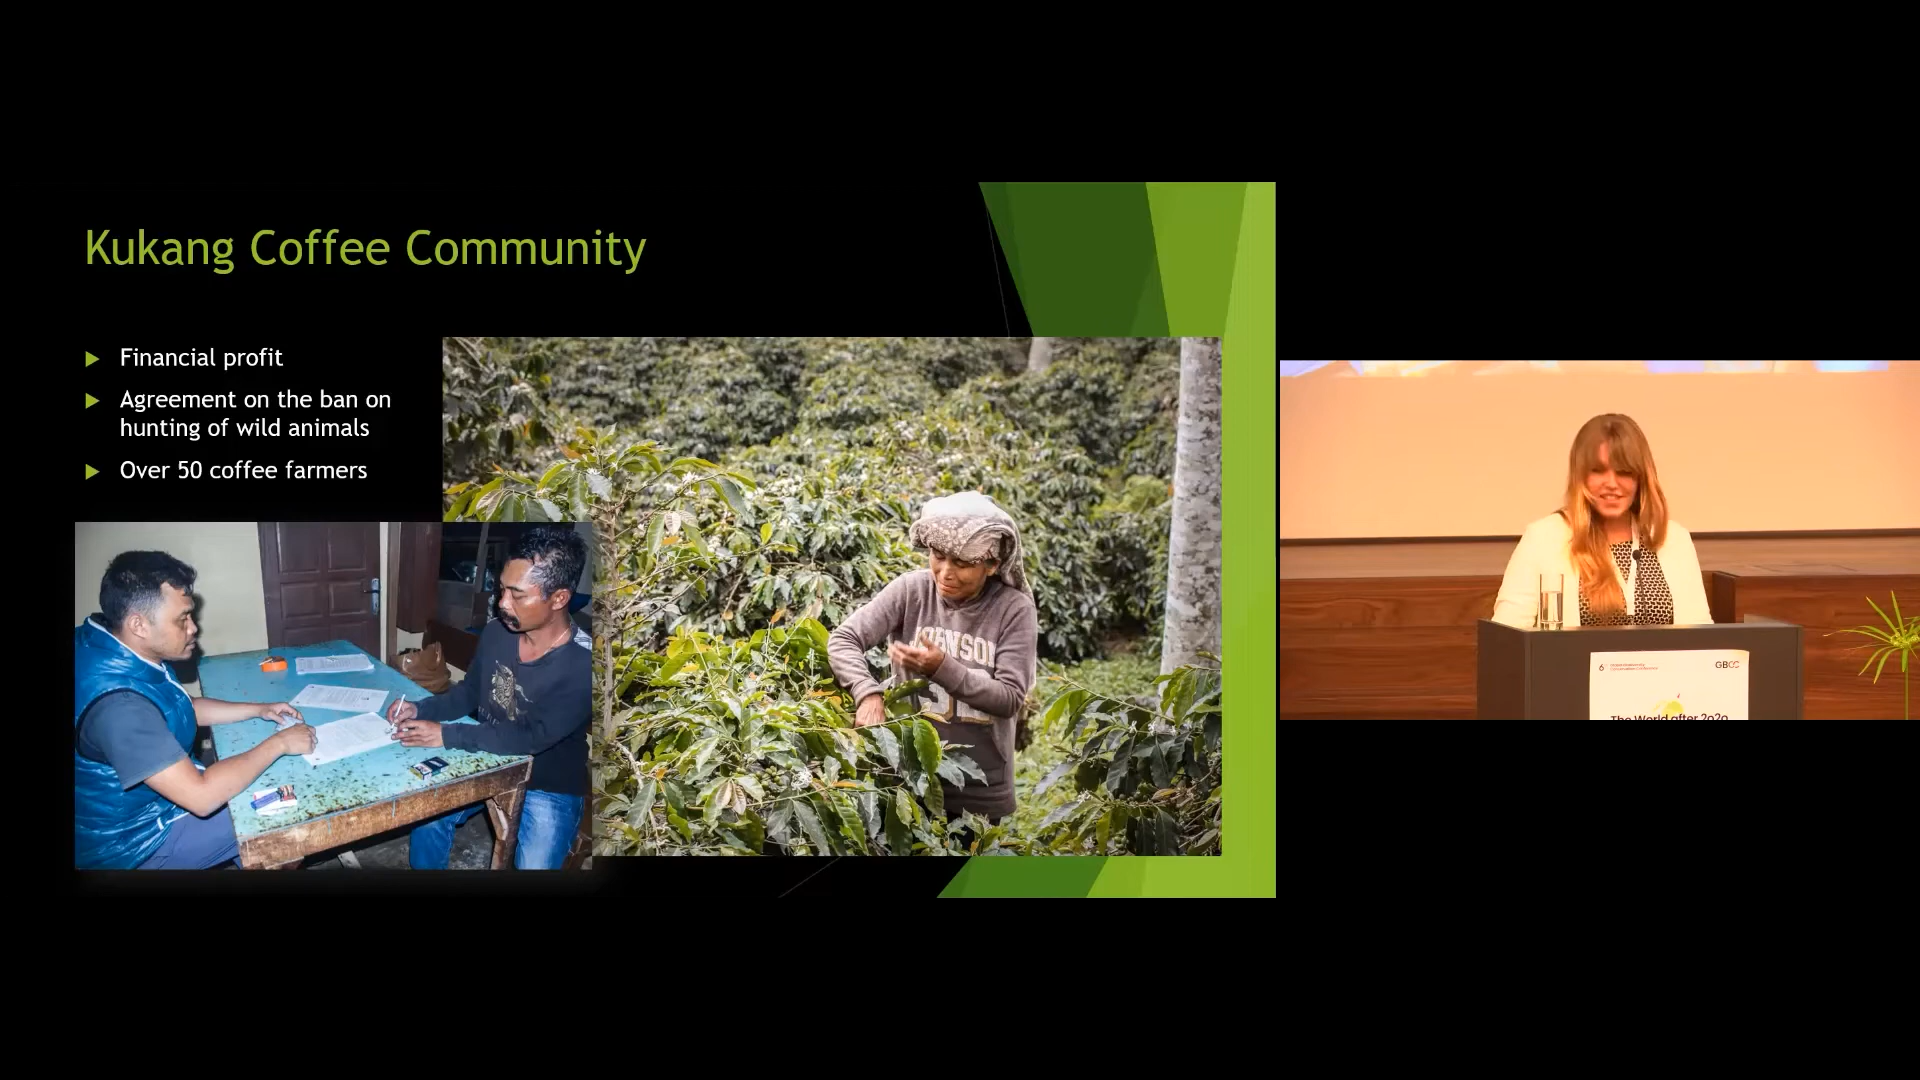 Kukang Coffee Community
Financial profit
Agreement on the ban on
hunting of wild animals
Over 50 coffee farmers
GBCC
The World after 2020